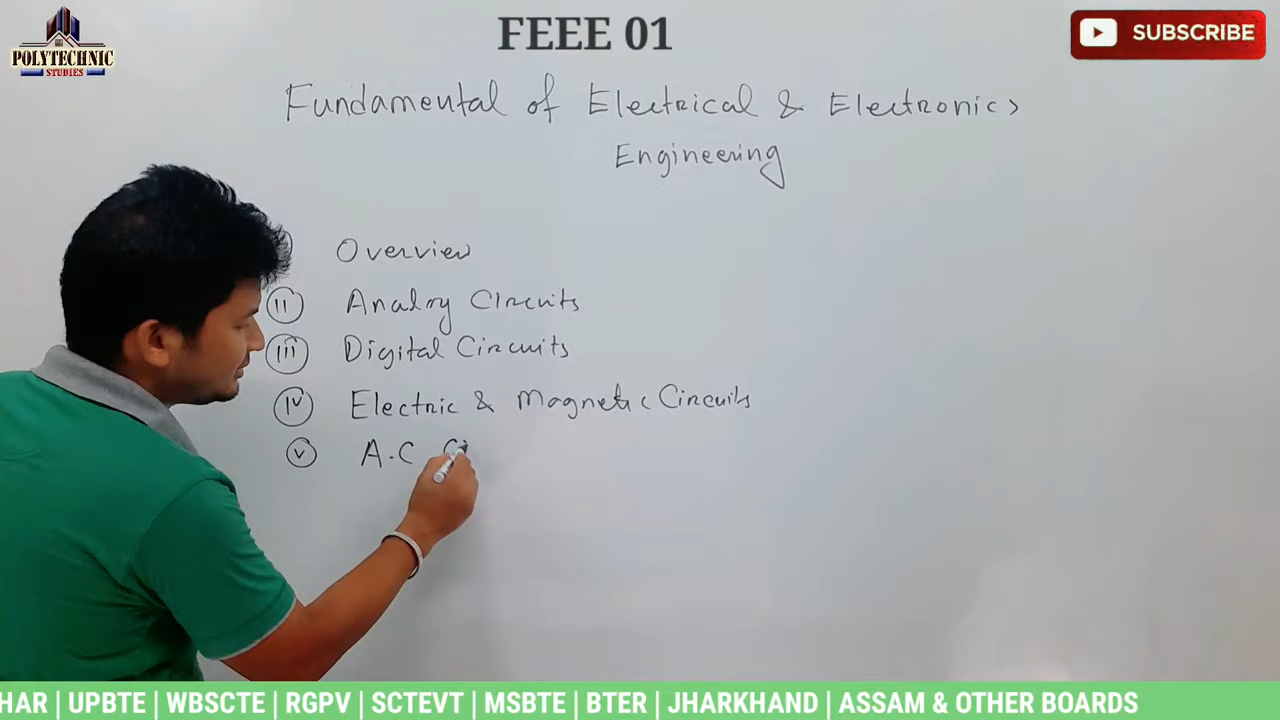 FEEE 01
POLYTECHNIC
STUDIES
SUBSCRIBE
Fundamental of Electrical & Electronics
Engineering
Overview
(ii) Analog Circuits
(iii) Digital Circuits
(iv) Electric & Magnetic Circuits
(v) A.C
HAR | UPBTE | WBSCTE | RGPV | SCTEVT | MSBTE | BTER | JHARKHAND | ASSAM & OTHER BOARDS